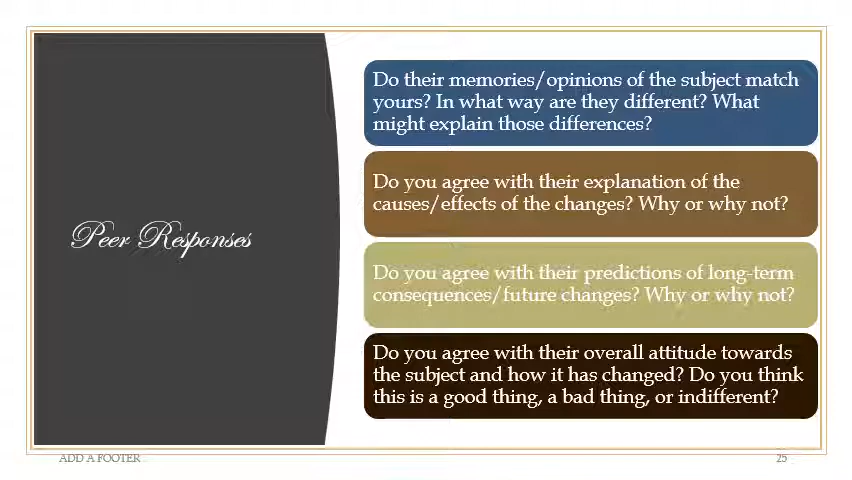 Peer Responses
Do their memories/opinions of the subject match
yours? In what way are they different? What
might explain those differences?
Do you agree with their explanation of the
causes/effects of the changes? Why or why not?
Do you agree with their predictions of long-term
consequences/future changes? Why or why not?
Do you agree with their overall attitude towards
the subject and how it has changed? Do you think
this is a good thing, a bad thing, or indifferent?
ADD A FOOTER
25